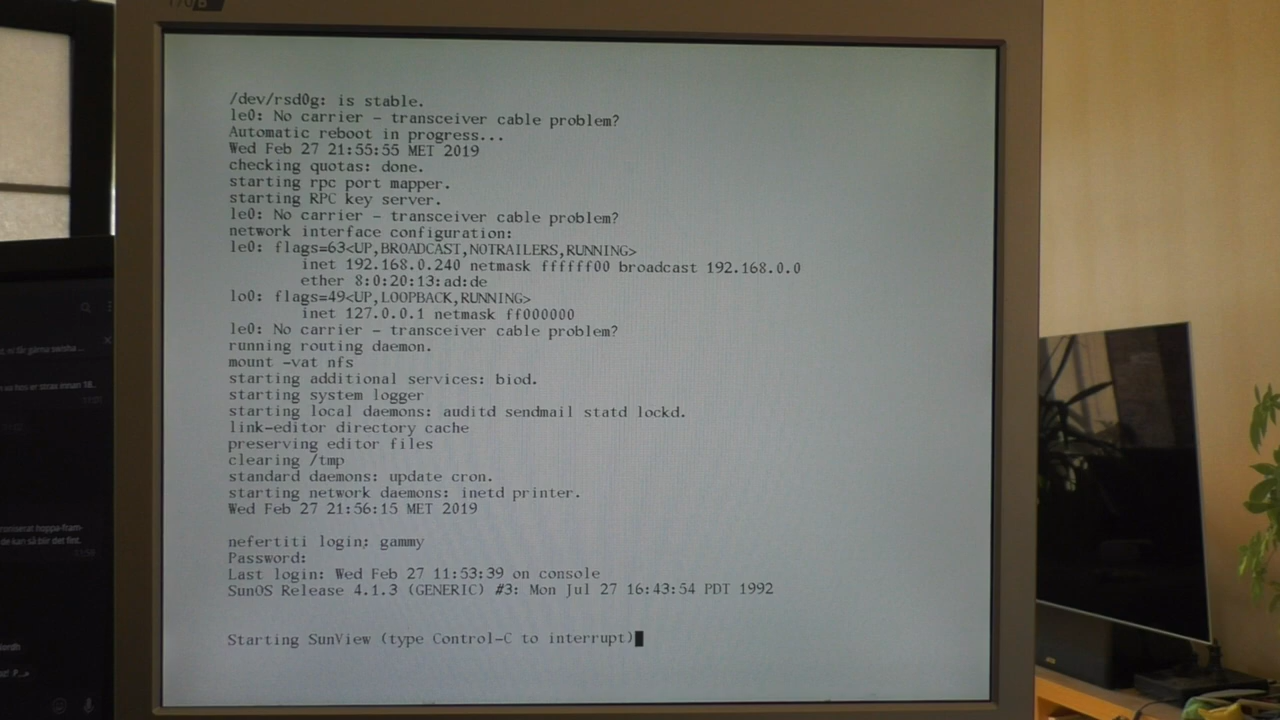 170
B
/dev/rsd0g: is stable.
le0: No carrier - transceiver cable problem?
Automatic reboot in progress...
Wed Feb 27 21:55:55 MET 2019
checking quotas: done.
starting rpc port mapper.
starting RPC key server.
le0: No carrier - transceiver cable problem?
network interface configuration:
le0: flags=63<UP,BROADCAST,NOTRAILERS,RUNNING>
inet 192.168.0.240 netmask ffffff00 broadcast 192.168.0.0
ether 8:0:20:13:ad:de
lo0: flags=49<UP,LOOPBACK,RUNNING>
inet 127.0.0.1 netmask ff000000
le0: No carrier - transceiver cable problem?
running routing daemon.
mount -vat nfs
starting additional services: biod.
starting system logger
starting local daemons: auditd sendmail statd lockd.
link-editor directory cache
preserving editor files
clearing /tmp
standard daemons: update cron.
starting network daemons: inetd printer.
Wed Feb 27 21:56:15 MET 2019
nefertiti login: gammy
Password:
Last login: Wed Feb 27 11:53:39 on console
SunOS Release 4.1.3 (GENERIC) #3: Mon Jul 27 16:43:54 PDT 1992
Starting SunView (type Control-C to interrupt)